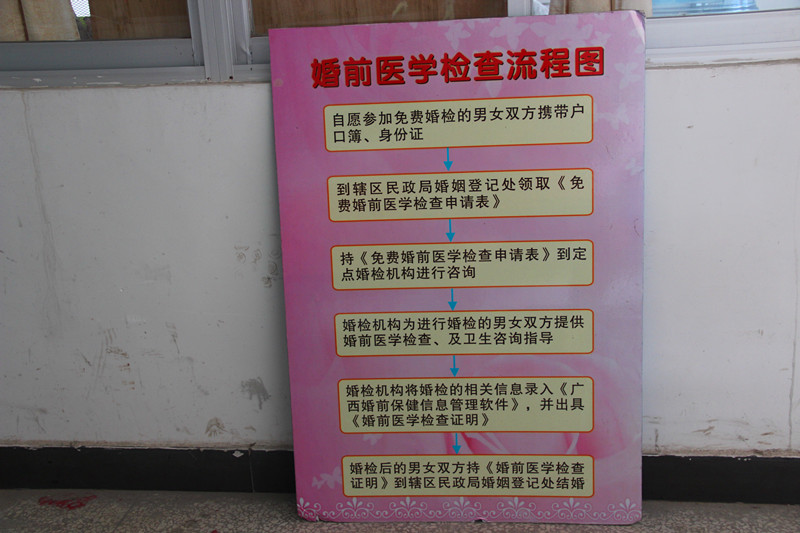 婚前医学检查流程图
自愿参加免费婚检的男女双方携带户
口簿、身份证
到辖区民政局婚姻登记处领取《免
费婚前医学检查申请表》
持《免费婚前医学检查申请表》到定
点婚检机构进行咨询
婚检机构为进行婚检的男女双方提供
婚前医学检查、及卫生咨询指导
婚检机构将婚检的相关信息录入《广
西婚前保健信息管理软件》，并出具
《婚前医学检查证明》
婚检后的男女双方持《婚前医学检查
证明》到辖区民政局婚姻登记处结婚